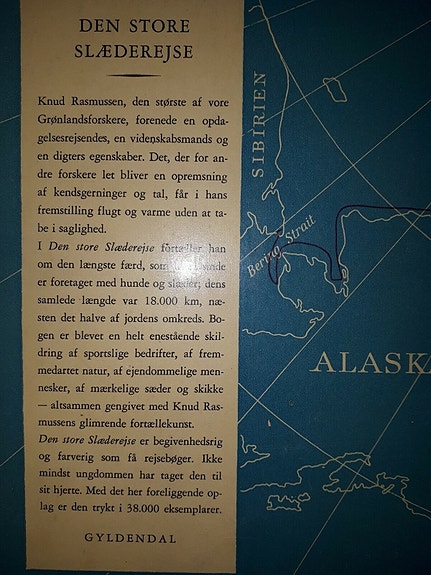 DEN STORE
SLÆDEREJSE
Knud Rasmussen, den største af vore
Grønlandsforskere, forenede en opda-
gelsesrejsendes, en videnskabsmands og
en digters egenskaber. Det, der for an-
dre forskere let bliver en opremsning
af kendsgerninger og tal, får i hans
fremstilling flugt og varme uden at ta-
be i saglighed.
I Den store Slæderejse fortæller han
om den længste færd, som
er foretaget med hunde og slæder; dens
samlede længde var 18.000 km, næ-
sten det halve af jordens omkreds. Bo-
gen er blevet en helt enestående skil-
dring af sportslige bedrifter, af frem-
medartet natur, af ejendommelige men-
nesker, af mærkelige sæder og skikke
— altsammen gengivet med Knud Ras-
mussens glimrende fortællekunst.
Den store Slæderejse er begivenhedsrig
og farverig som få rejsebøger. Ikke
mindst ungdommen har taget den til
sit hjerte. Med det her foreliggende op-
lag er den trykt i 38.000 eksemplarer.
GYLDENDAL
SIBIRIEN
Bering Strait
ALASK